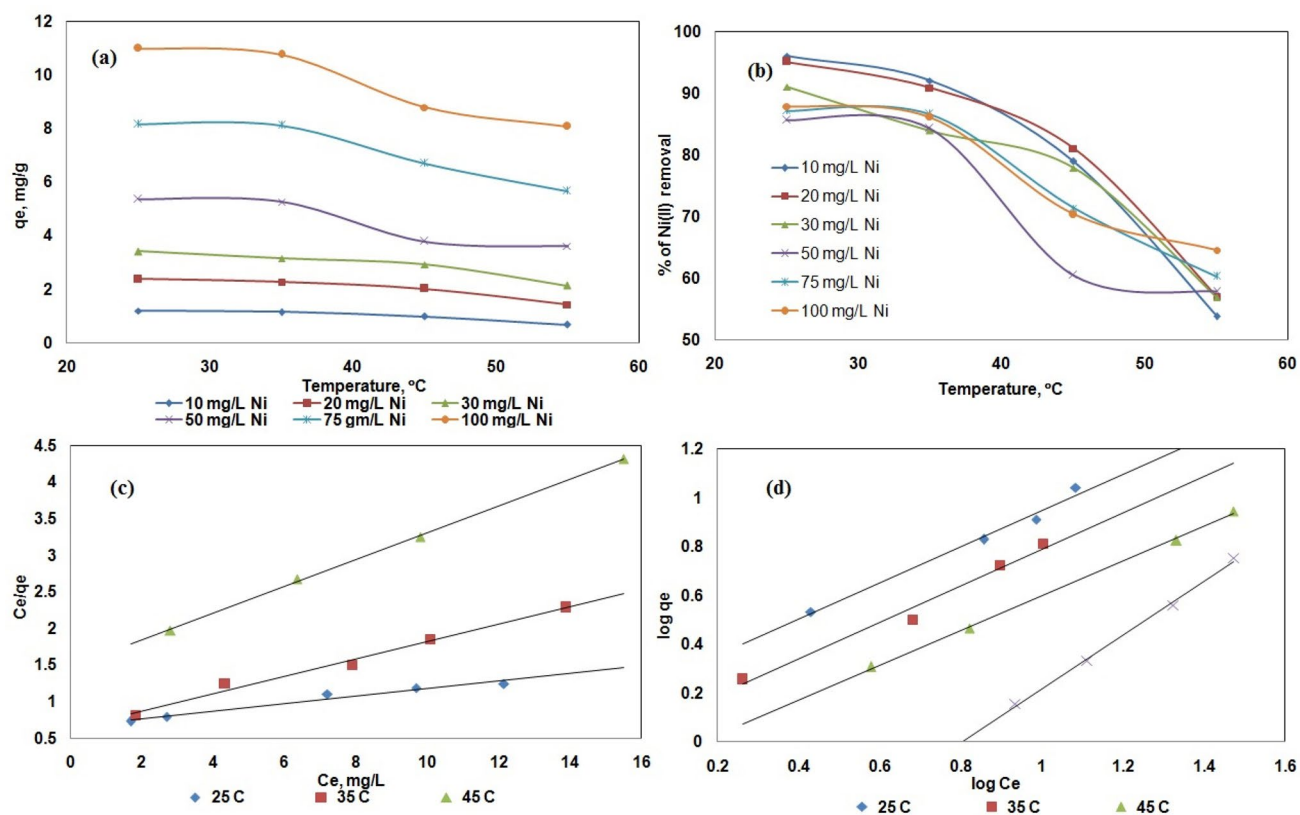 (a)
qe, mg/g
12
10
8
6
4
2
0
20 30 40 50 60
Temperature, ºC
10 mg/L Ni 20 mg/L Ni 30 mg/L Ni
50 mg/L Ni 75 gm/L Ni 100 mg/L Ni
(b)
% of Ni(II) removal
100
90
80
70
60
50
10 mg/L Ni
20 mg/L Ni
30 mg/L Ni
50 mg/L Ni
75 mg/L Ni
100 mg/L Ni
20 30 40 50 60
Temperature, ºC
(c)
Ce/qe
4.5
4
3.5
3
2.5
2
1.5
1
0.5
0 2 4 6 8 10 12 14 16
Ce, mg/L
25 C 35 C 45 C
(d)
log qe
1.2
1
0.8
0.6
0.4
0.2
0
0.2 0.4 0.6 0.8 1 1.2 1.4 1.6
log Ce
25 C 35 C 45 C